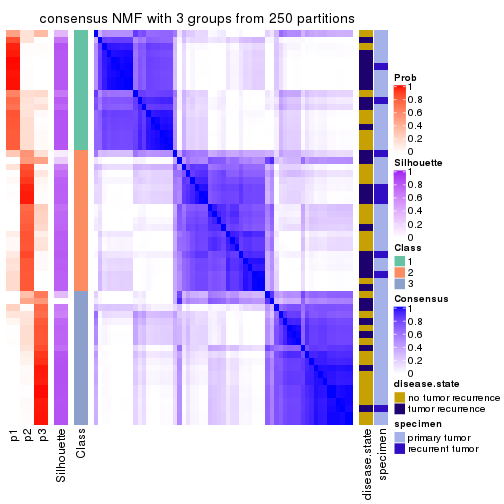 consensus NMF with 3 groups from 250 partitions
Prob
1
0.8
0.6
0.4
0.2
0
Silhouette
1
0.8
0.6
0.4
0.2
0
Class
1
2
3
Consensus
1
0.8
0.6
0.4
0.2
0
disease.state
no tumor recurrence
tumor recurrence
specimen
primary tumor
recurrent tumor
p1
p2
p3
Silhouette
Class
disease.state
specimen